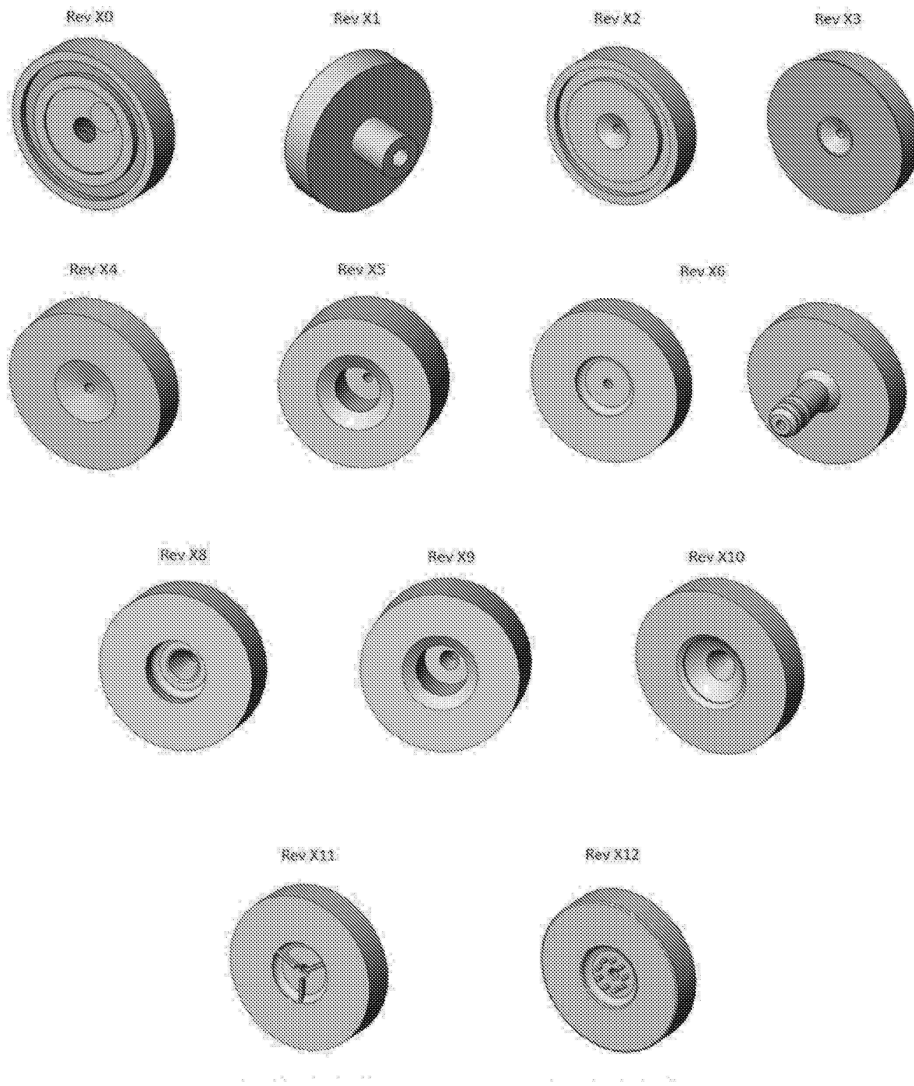 Rev X0
Rev X1
Rev X2
Rev X3
Rev X4
Rev X5
Rev X6
Rev X8
Rev X9
Rev X10
Rev X11
Rev X12